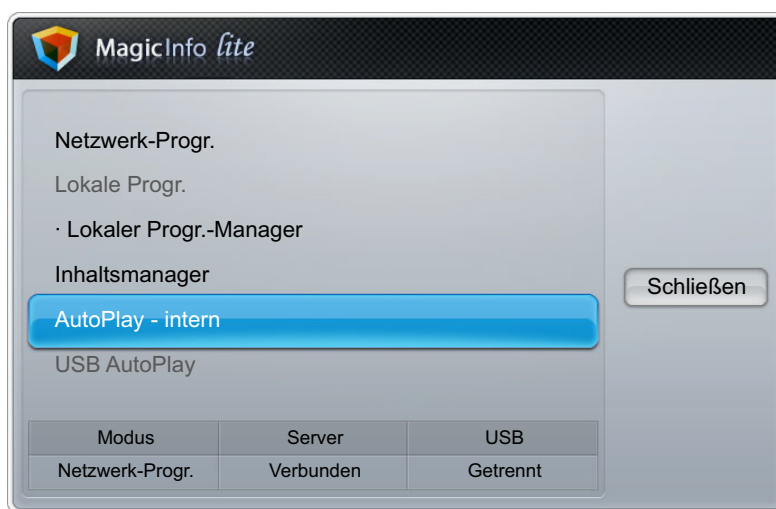 MagicInfo lite
Netzwerk-Progr.
Lokale Progr.
· Lokaler Progr.-Manager
Inhaltsmanager
AutoPlay - intern
USB AutoPlay
Schließen
Modus Server USB
Netzwerk-Progr. Verbunden Getrennt